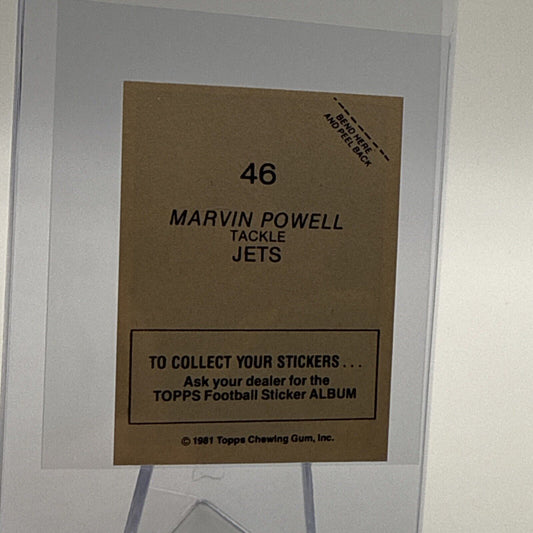 BEND HERE
AND PEEL BACK
46
MARVIN POWELL
TACKLE
JETS
TO COLLECT YOUR STICKERS...
Ask your dealer for the
TOPPS Football Sticker ALBUM
© 1981 Topps Chewing Gum, Inc.